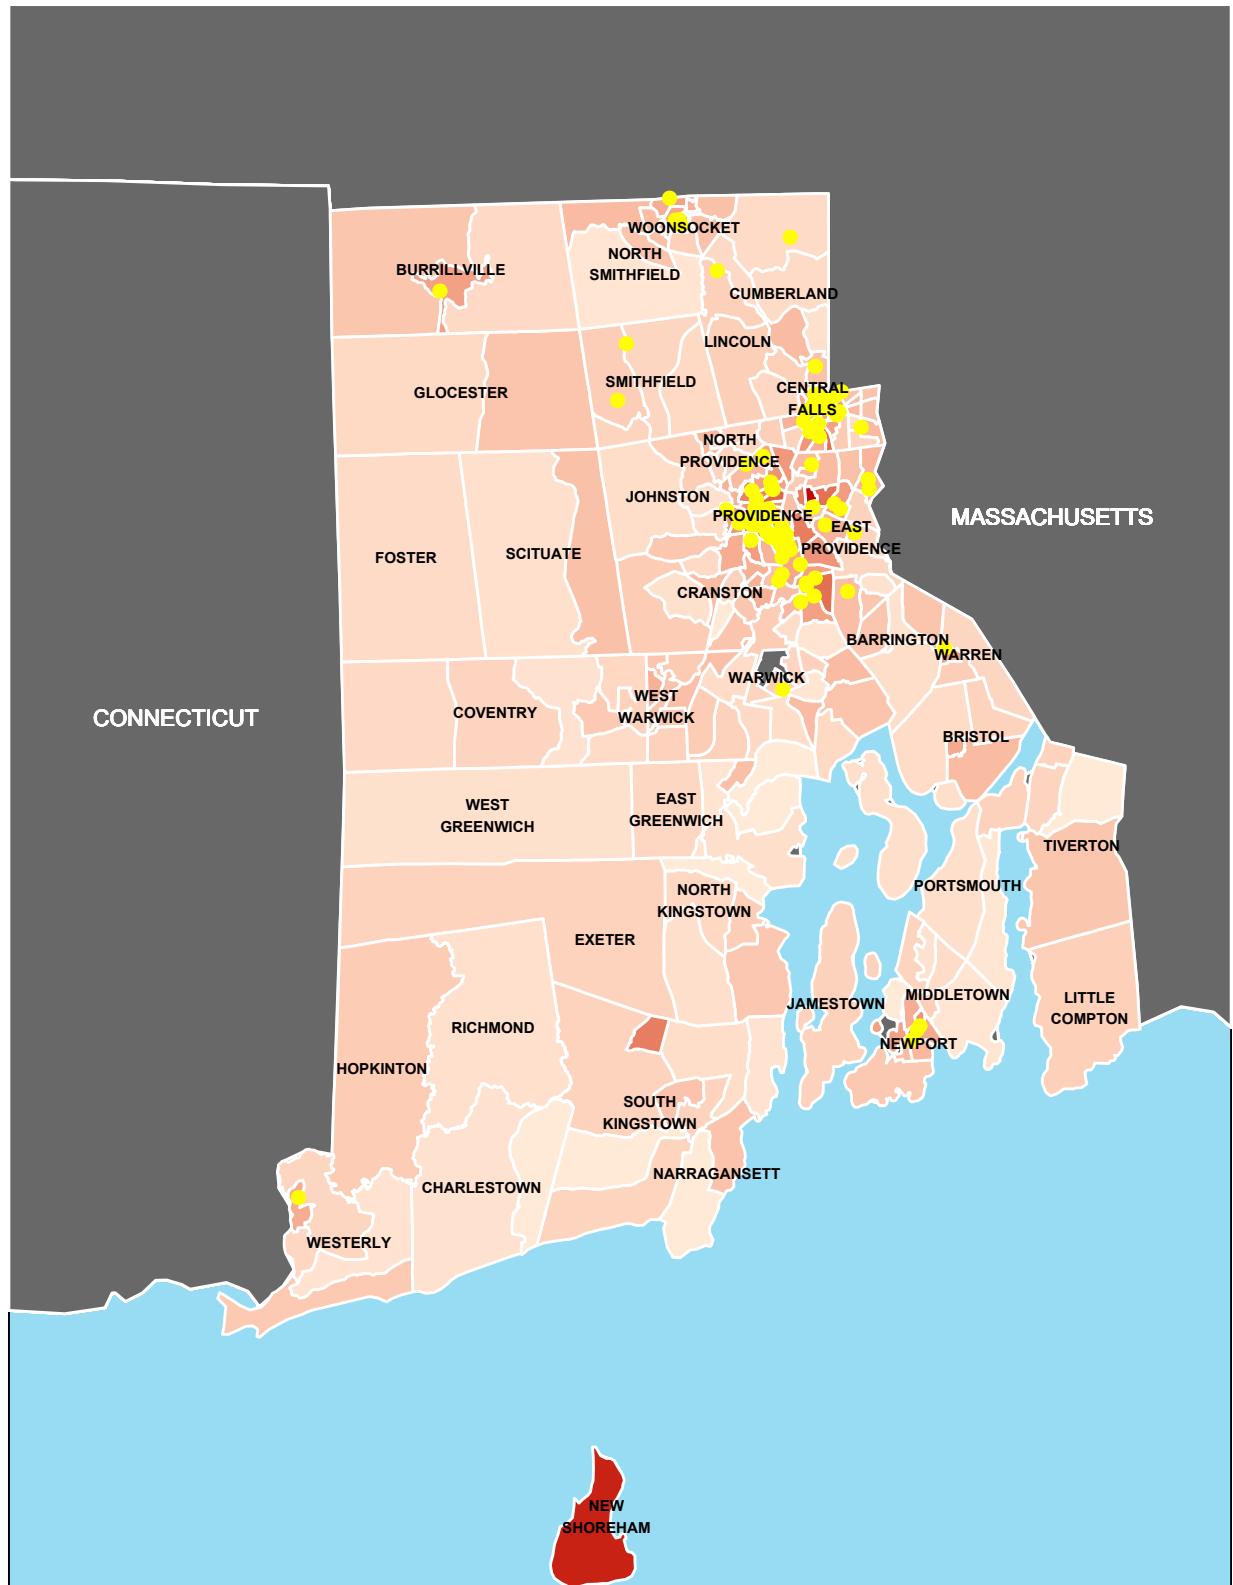 WOONSOCKET
NORTH
SMITHFIELD
BURRILLVILLE
CUMBERLAND
LINCOLN
GLOCESTER
SMITHFIELD
CENTRAL
FALLS
NORTH
PROVIDENCE
JOHNSTON
PROVIDENCE
MASSACHUSETTS
EAST
PROVIDENCE
FOSTER
SCITUATE
CRANSTON
BARRINGTON
WARREN
WARWICK
CONNECTICUT
COVENTRY
WEST
WARWICK
BRISTOL
WEST
GREENWICH
EAST
GREENWICH
TIVERTON
PORTSMOUTH
NORTH
KINGSTOWN
EXETER
JAMESTOWN
MIDDLETOWN
LITTLE
COMPTON
RICHMOND
NEWPORT
HOPKINTON
SOUTH
KINGSTOWN
NARRAGANSETT
CHARLESTOWN
WESTERLY
NEW
SHOREHAM